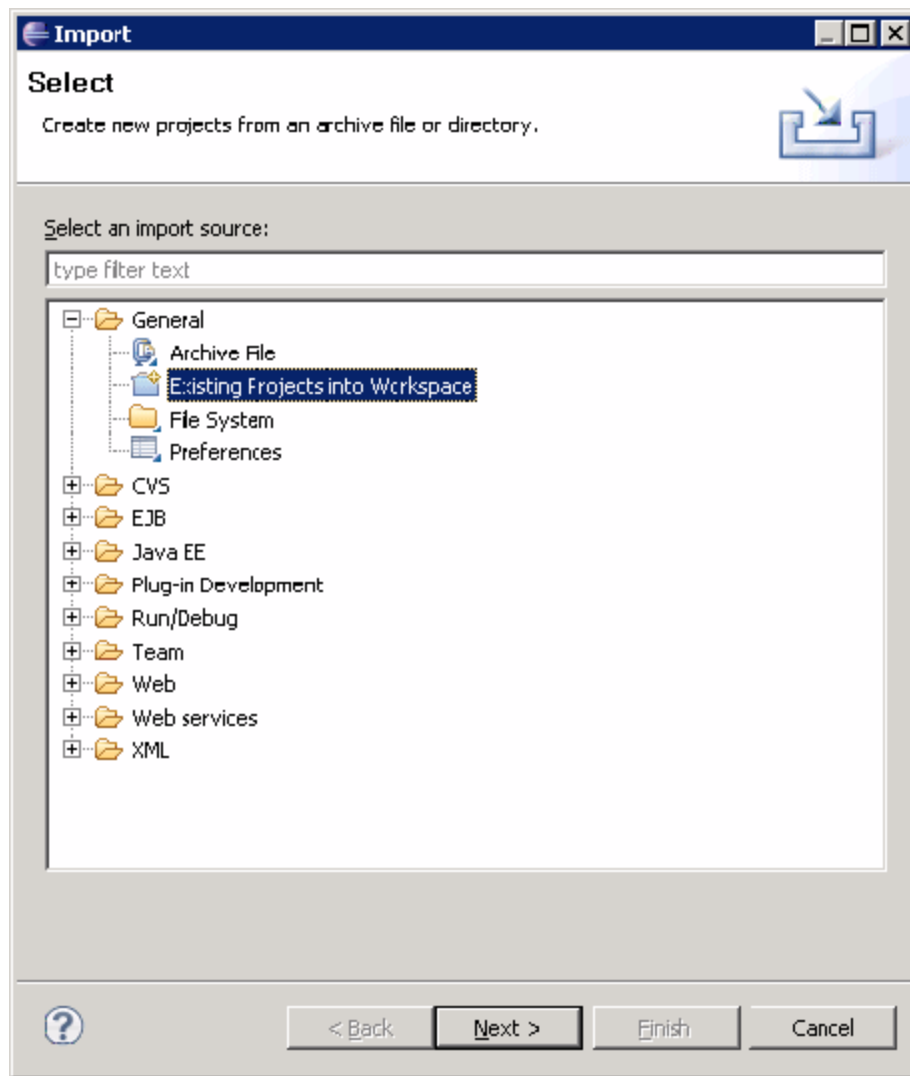 Import
Select
Create new projects from an archive file or directory.
Select an import source:
type filter text
General
Archive File
Existing Projects into Workspace
File System
Preferences
CVS
EJB
Java EE
Plug-in Development
Run/Debug
Team
Web
Web services
XML
?
< Back
Next >
Finish
Cancel